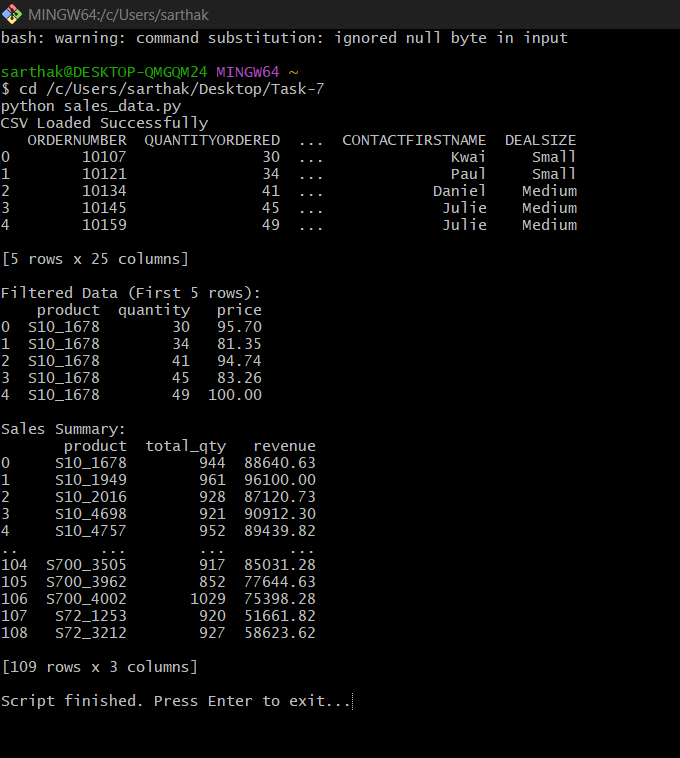 MINGW64:/c/Users/sarthak
bash: warning: command substitution: ignored null byte in input
sarthak@DESKTOP-QMGQM24 MINGW64 ~
$ cd /c/Users/sarthak/Desktop/Task-7
python sales_data.py
CSV Loaded Successfully
   ORDERNUMBER  QUANTITYORDERED  ...  CONTACTFIRSTNAME  DEALSIZE
0        10107               30  ...              Kwai     Small
1        10121               34  ...              Paul     Small
2        10134               41  ...            Daniel    Medium
3        10145               45  ...             Julie    Medium
4        10159               49  ...             Julie    Medium
[5 rows x 25 columns]
Filtered Data (First 5 rows):
    product  quantity   price
0  S10_1678        30   95.70
1  S10_1678        34   81.35
2  S10_1678        41   94.74
3  S10_1678        45   83.26
4  S10_1678        49  100.00
Sales Summary:
       product  total_qty   revenue
0     S10_1678        944  88640.63
1     S10_1949        961  96100.00
2     S10_2016        928  87120.73
3     S10_4698        921  90912.30
4     S10_4757        952  89439.82
..         ...        ...       ...
104  S700_3505        917  85031.28
105  S700_3962        852  77644.63
106  S700_4002       1029  75398.28
107   S72_1253        920  51661.82
108   S72_3212        927  58623.62
[109 rows x 3 columns]
Script finished. Press Enter to exit...